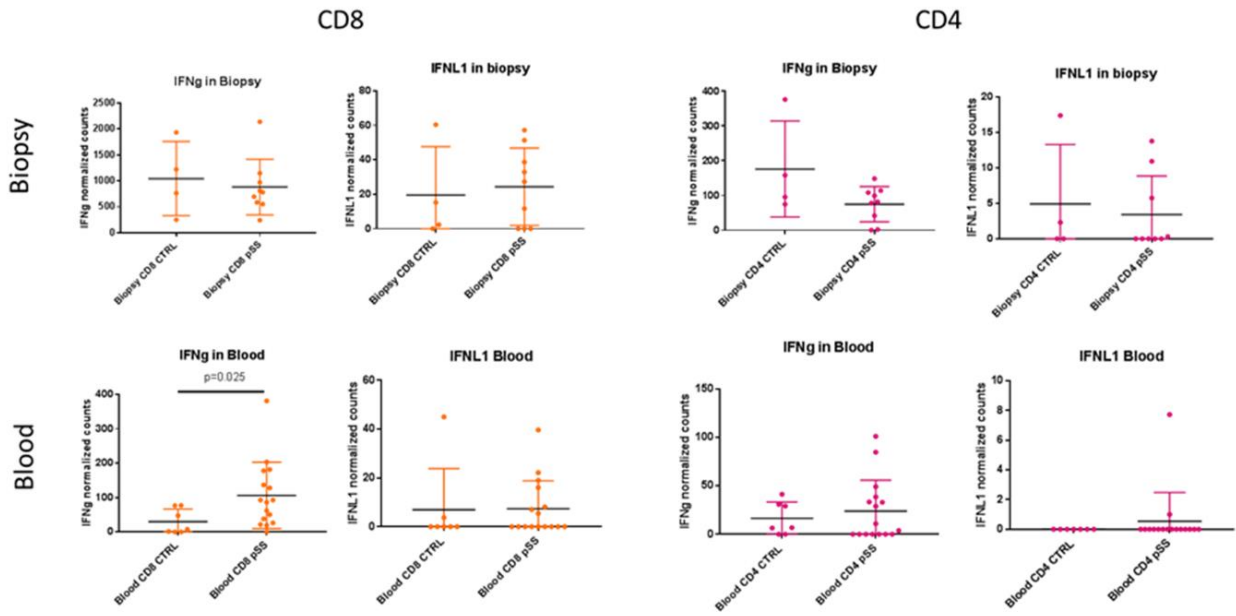 CD8
CD4
Biopsy
IFNg in Biopsy
IFNg normalized counts
2500
2000
1500
1000
500
0
Biopsy CD8 CTRL
Biopsy CD8 pSS
IFNL1 in biopsy
IFNL1 normalized counts
80
60
40
20
0
Biopsy CD8 CTRL
Biopsy CD8 pSS
IFNg in Biopsy
IFNg normalized counts
400
300
200
100
0
Biopsy CD4 CTRL
Biopsy CD4 pSS
IFNL1 in biopsy
IFNL1 normalized counts
20
15
10
5
0
Biopsy CD4 CTRL
Biopsy CD4 pSS
Blood
IFNg in Blood
p=0.025
IFNg normalized counts
400
300
200
100
0
Blood CD8 CTRL
Blood CD8 pSS
IFNL1 Blood
IFNL1 normalized counts
60
40
20
0
Blood CD8 CTRL
Blood CD8 pSS
IFNg in Blood
IFNg normalized counts
150
100
50
0
Blood CD4 CTRL
Blood CD4 pSS
IFNL1 Blood
IFNL1 normalized counts
10
8
6
4
2
0
Blood CD4 CTRL
Blood CD4 pSS